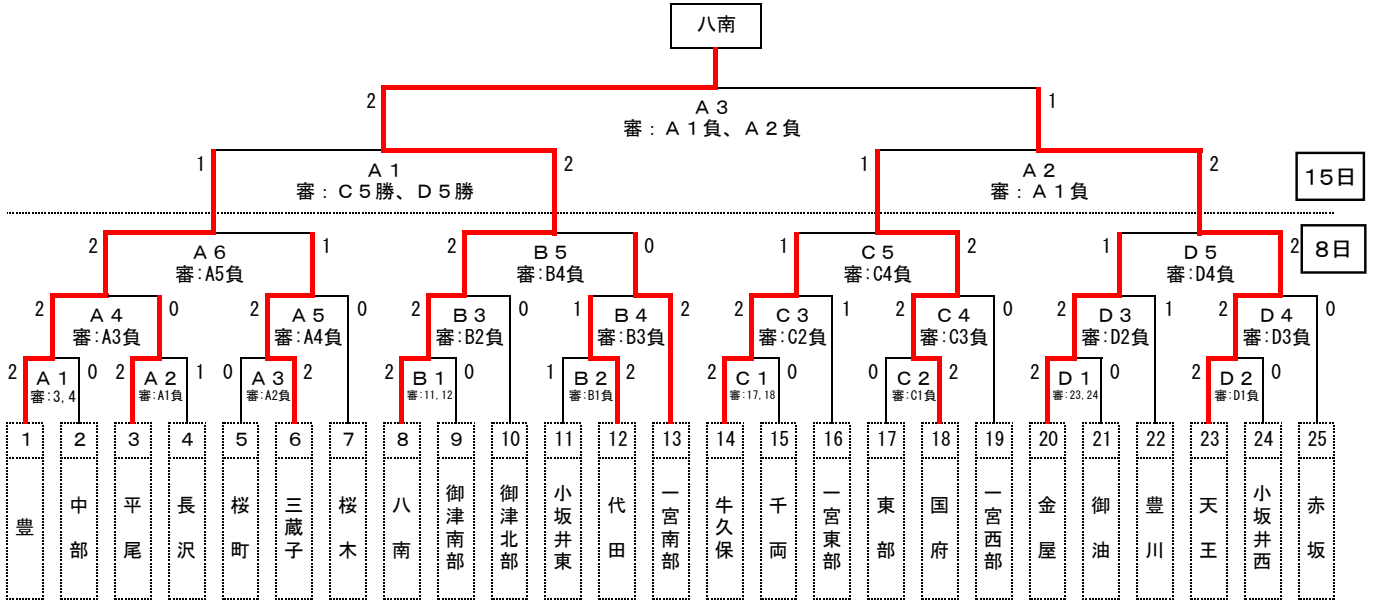 八南
2 1
A3
審：A1負、A2負
1 2 1 2
A1 A2
審：C5勝、D5勝 審：A1負
15日
2 1 2 0 1 2 1 2
A6 B5 C5 D5
審:A5負 審:B4負 審:C4負 審:D4負
8日
2 0 2 0 2 0 1 2 2 1 2 0 2 1 2 0
A4 A5 B3 B4 C3 C4 D3 D4
審:A3負 審:A4負 審:B2負 審:B3負 審:C2負 審:C3負 審:D2負 審:D3負
2 0 2 1 0 2 2 0 1 2 2 0 0 2 2 0 2 0
A1 A2 A3 B1 B2 C1 C2 D1 D2
審:3,4 審:A1負 審:A2負 審:11,12 審:B1負 審:17,18 審:C1負 審:23,24 審:D1負
1 2 3 4 5 6 7 8 9 10 11 12 13 14 15 16 17 18 19 20 21 22 23 24 25
豊
中部
平尾
長沢
桜町
三蔵子
桜木
八南
御津南部
御津北部
小坂井東
代田
一宮南部
牛久保
千両
一宮東部
東部
国府
一宮西部
金屋
御油
豊川
天王
小坂井西
赤坂